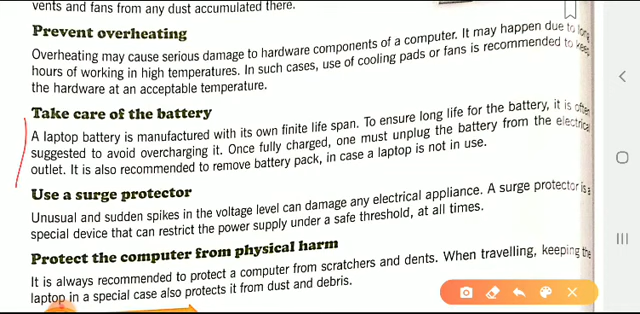 vents and fans from any dust accumulated there.
Prevent overheating
Overheating may cause serious damage to hardware components of a computer. It may happen due to long
hours of working in high temperatures. In such cases, use of cooling pads or fans is recommended to keep
the hardware at an acceptable temperature.
Take care of the battery
A laptop battery is manufactured with its own finite life span. To ensure long life for the battery, it is often
suggested to avoid overcharging it. Once fully charged, one must unplug the battery from the electrical
outlet. It is also recommended to remove battery pack, in case a laptop is not in use.
Use a surge protector
Unusual and sudden spikes in the voltage level can damage any electrical appliance. A surge protector is a
special device that can restrict the power supply under a safe threshold, at all times.
Protect the computer from physical harm
It is always recommended to protect a computer from scratchers and dents. When travelling, keeping the
laptop in a special case also protects it from dust and debris.